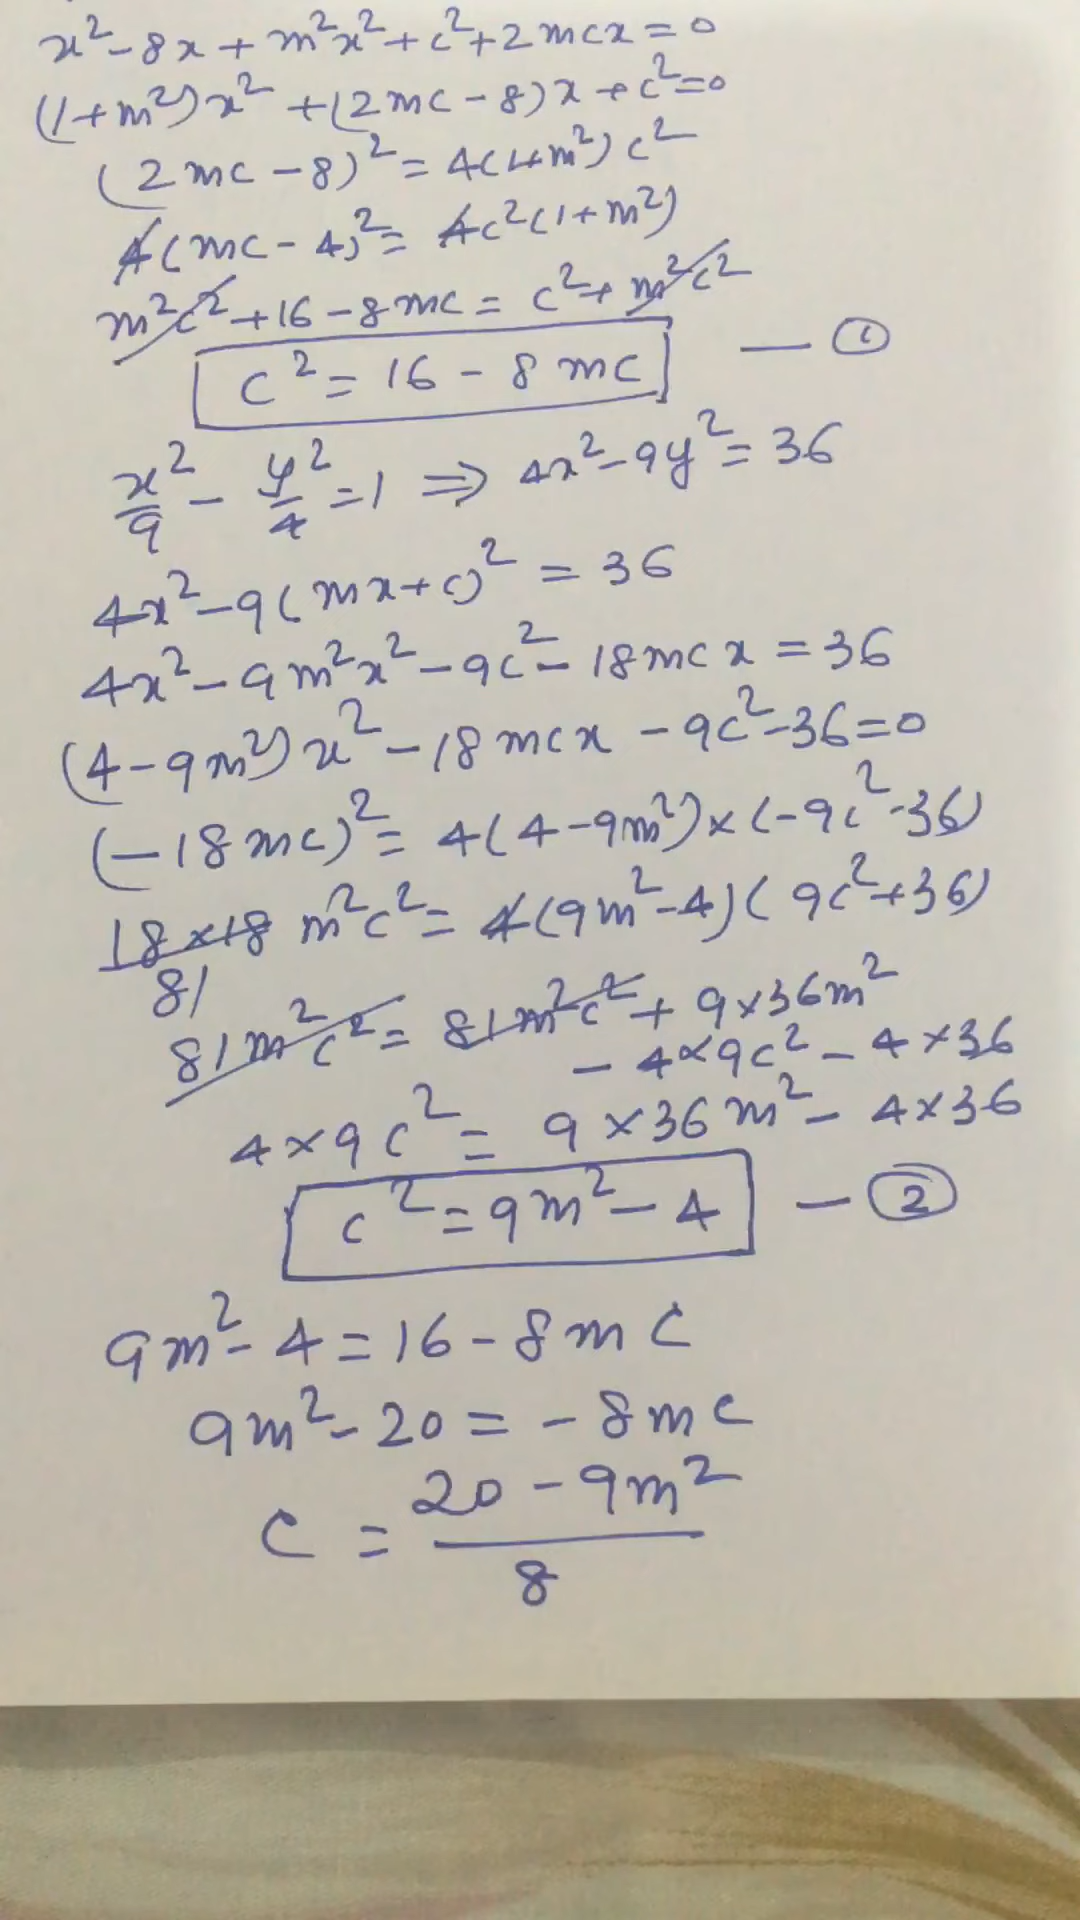 x² - 8x + m²x² + c² + 2mcx = 0
(1+m²)x² + (2mc - 8)x + c² = 0
(2mc - 8)² = 4(1+m²)c²
4(mc - 4)² = 4c²(1+m²)
m²c² + 16 - 8mc = c² + m²c²
c² = 16 - 8mc — ①
x²/9 - y²/4 = 1 ⇒ 4x² - 9y² = 36
4x² - 9(mx+c)² = 36
4x² - 9m²x² - 9c² - 18mcx = 36
(4 - 9m²)x² - 18mcx - 9c² - 36 = 0
(-18mc)² = 4(4 - 9m²)×(-9c² - 36)
18×18 m²c² = 4(9m² - 4)(9c² + 36)
81
81m²c² = 81m²c² + 9×36m²
- 4×9c² - 4×36
4×9c² = 9×36m² - 4×36
c² = 9m² - 4 — ②
9m² - 4 = 16 - 8mc
9m² - 20 = -8mc
c = (20 - 9m²)/8